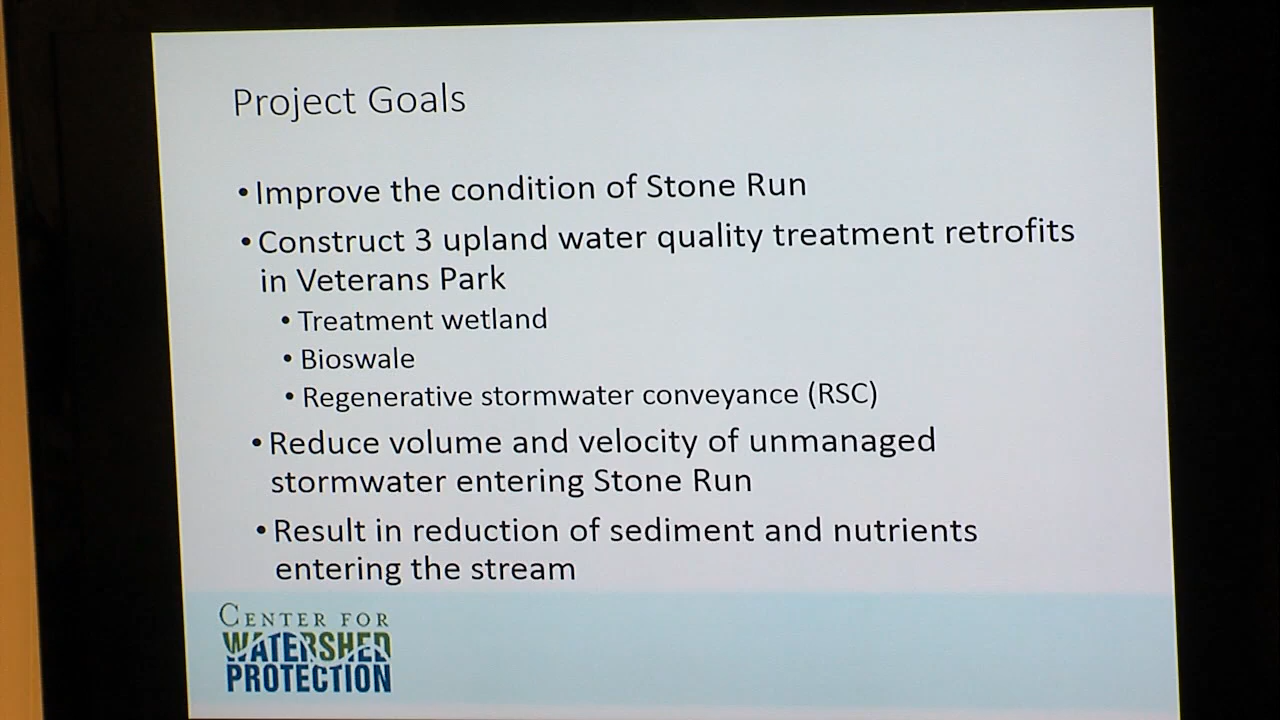 Project Goals
• Improve the condition of Stone Run
• Construct 3 upland water quality treatment retrofits
in Veterans Park
• Treatment wetland
• Bioswale
• Regenerative stormwater conveyance (RSC)
• Reduce volume and velocity of unmanaged
stormwater entering Stone Run
• Result in reduction of sediment and nutrients
entering the stream
CENTER FOR
WATERSHED
PROTECTION